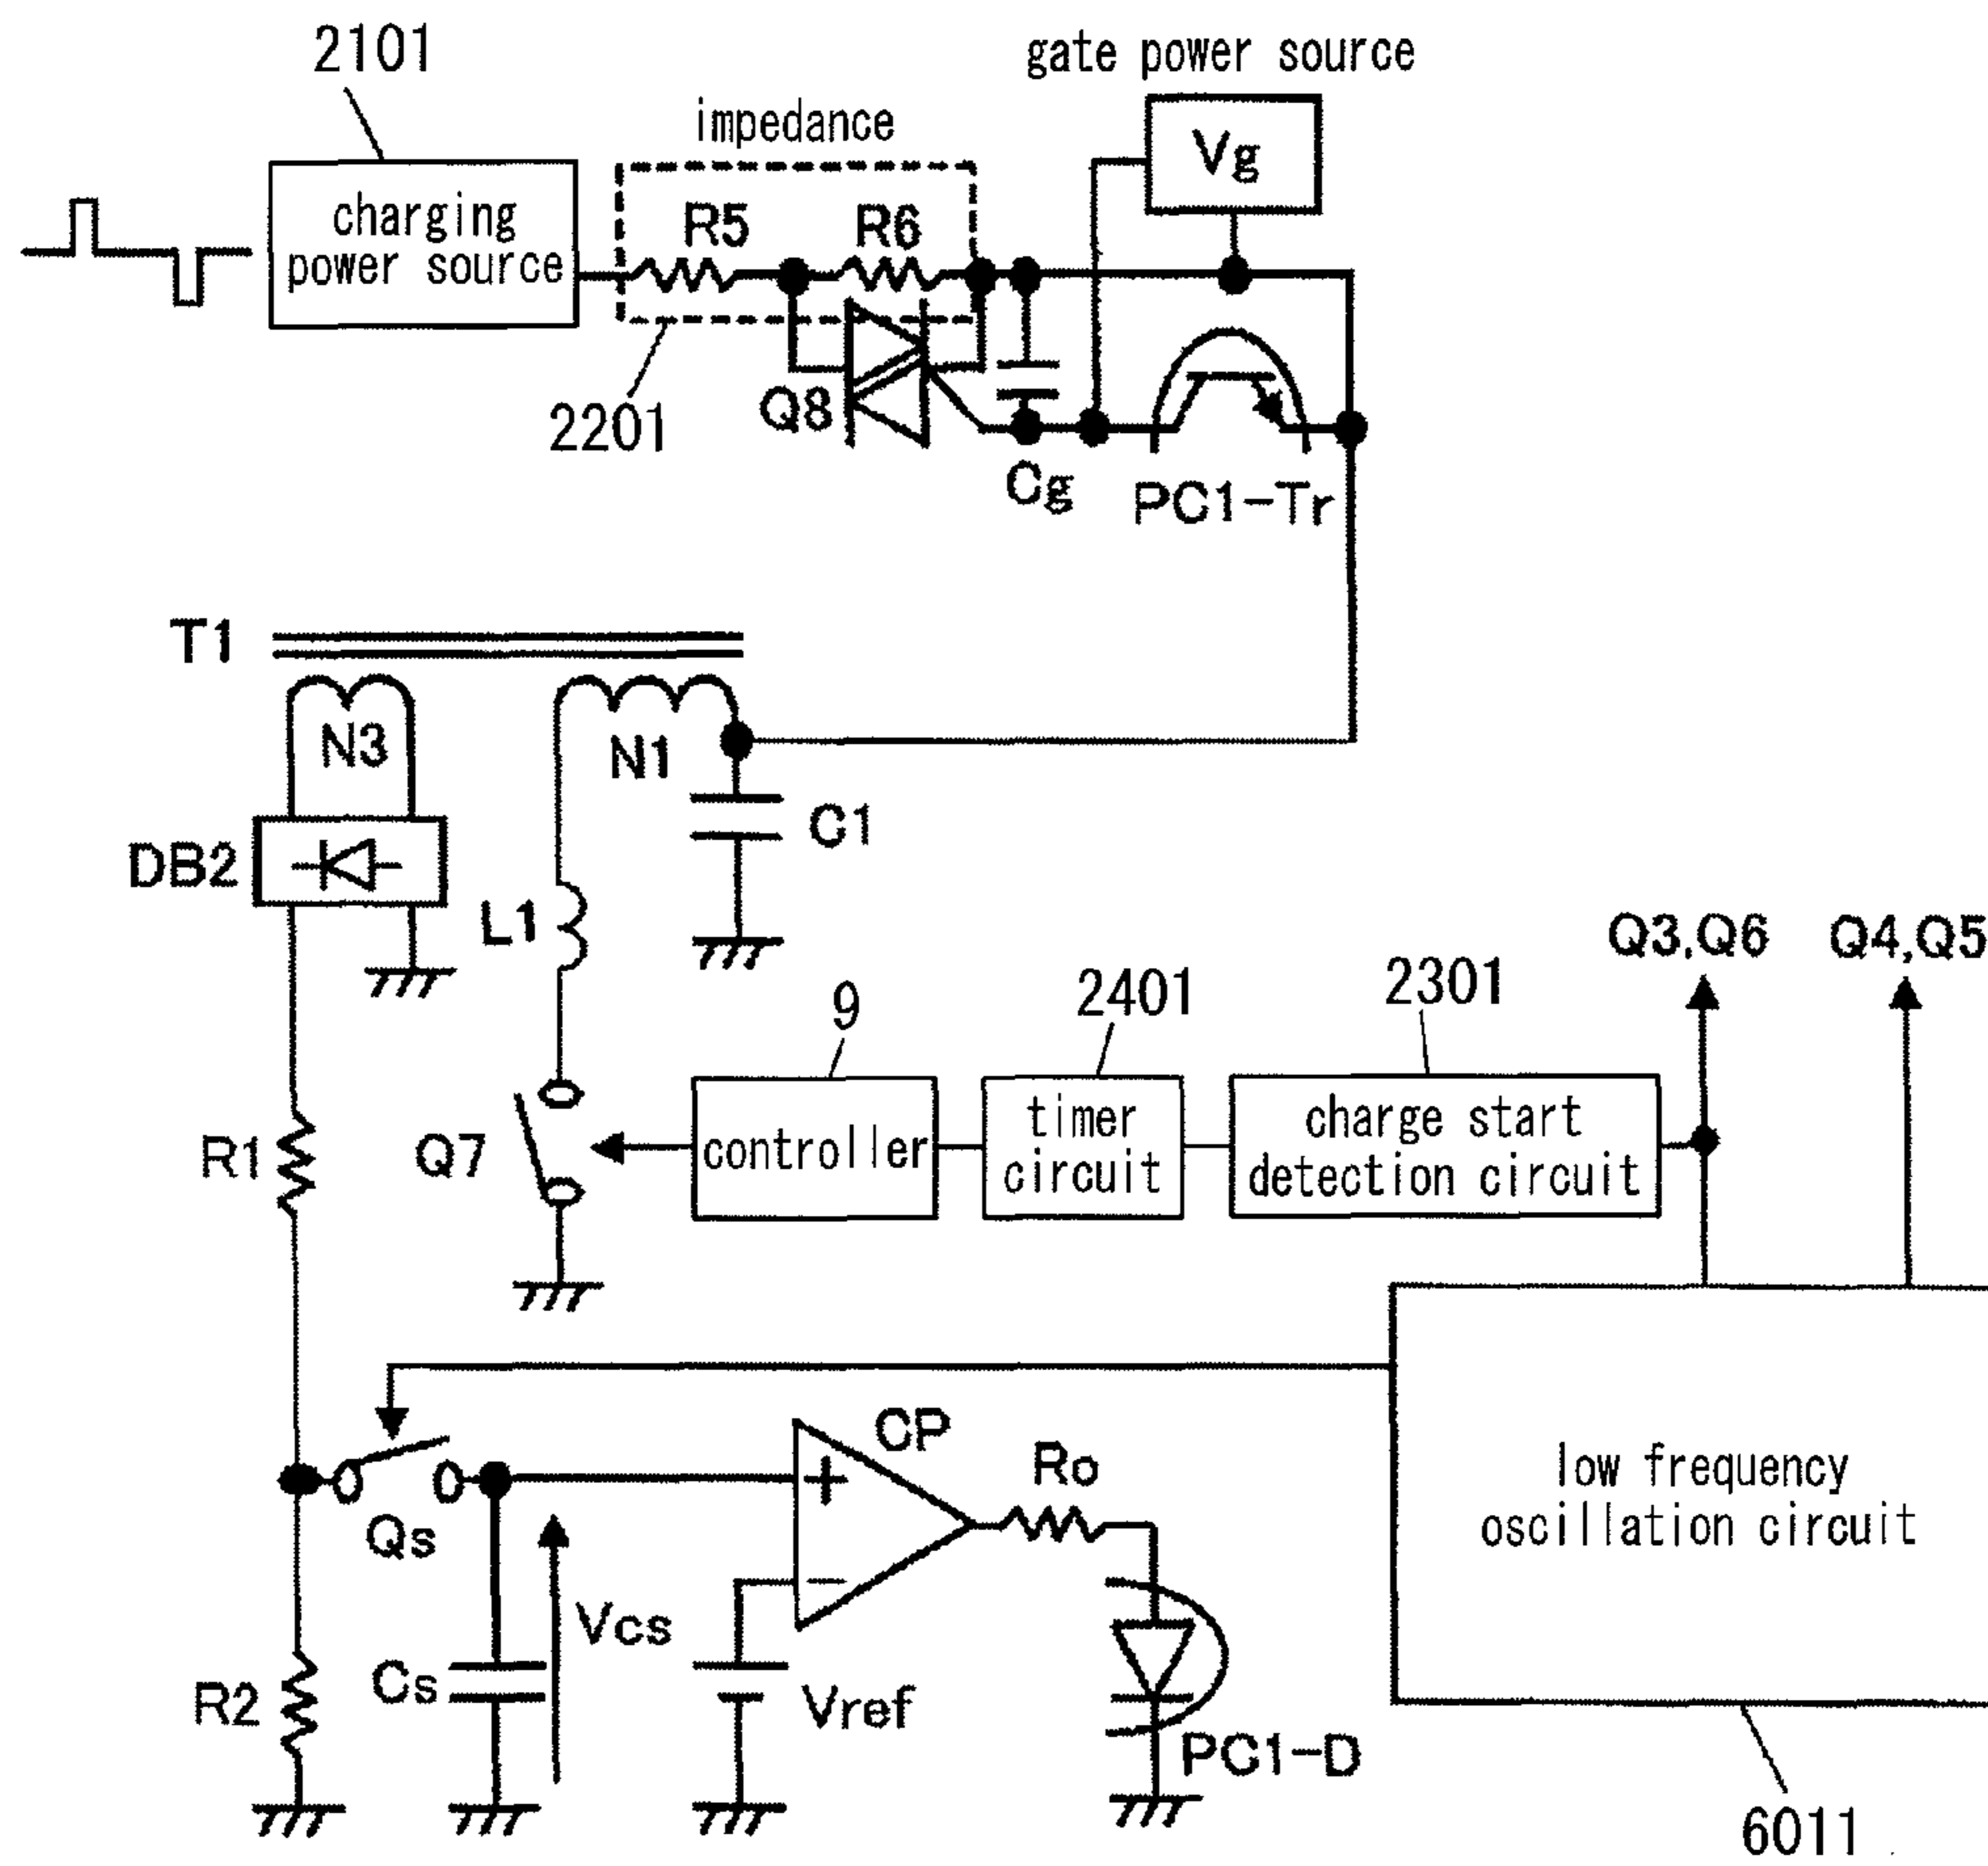 2101
gate power source
impedance
Vg
charging
power source
R5
R6
Q8
2201
Cg
PC1-Tr
T1
N3
N1
C1
DB2
L1
Q3,Q6
Q4,Q5
9
2401
2301
R1
Q7
controller
timer
circuit
charge start
detection circuit
CP
Ro
low frequency
oscillation circuit
+
Qs
−
Vcs
Cs
R2
Vref
PC1-D
6011